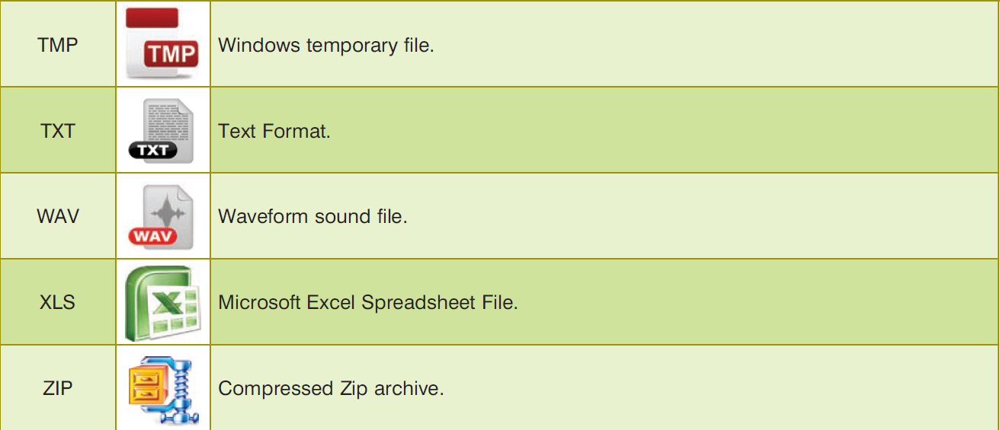 TMP TMP Windows temporary file.
TXT TXT Text Format.
WAV WAV Waveform sound file.
XLS X Microsoft Excel Spreadsheet File.
ZIP Compressed Zip archive.